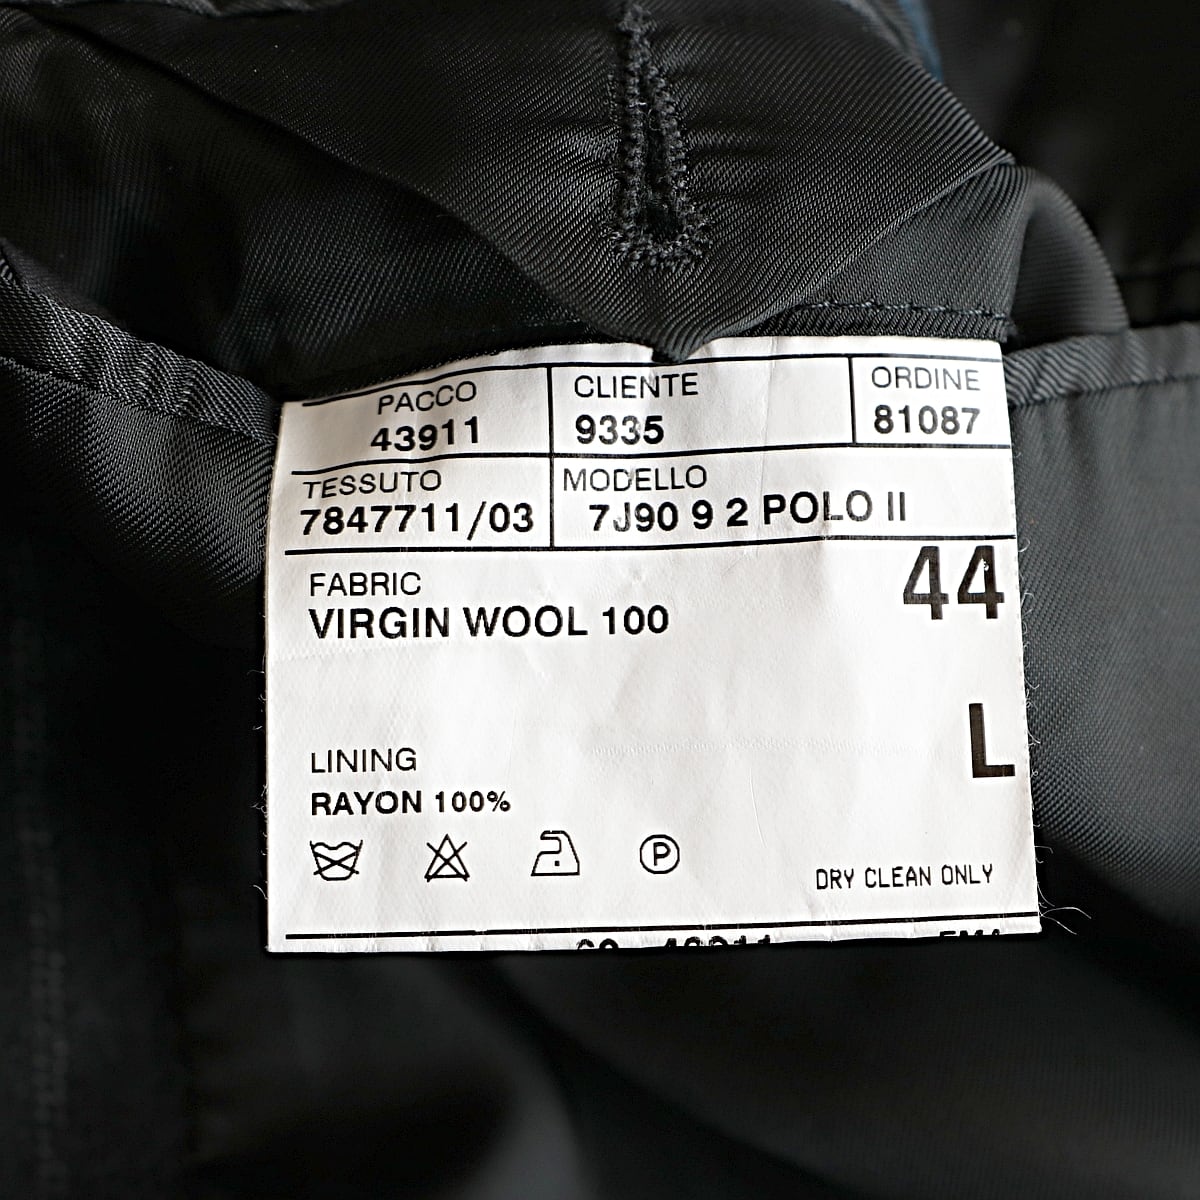 PACCO CLIENTE ORDINE
43911 9335 81087
TESSUTO MODELLO
7847711/03 7J90 9 2 POLO II
44
FABRIC
VIRGIN WOOL 100
L
LINING
RAYON 100%
P
DRY CLEAN ONLY